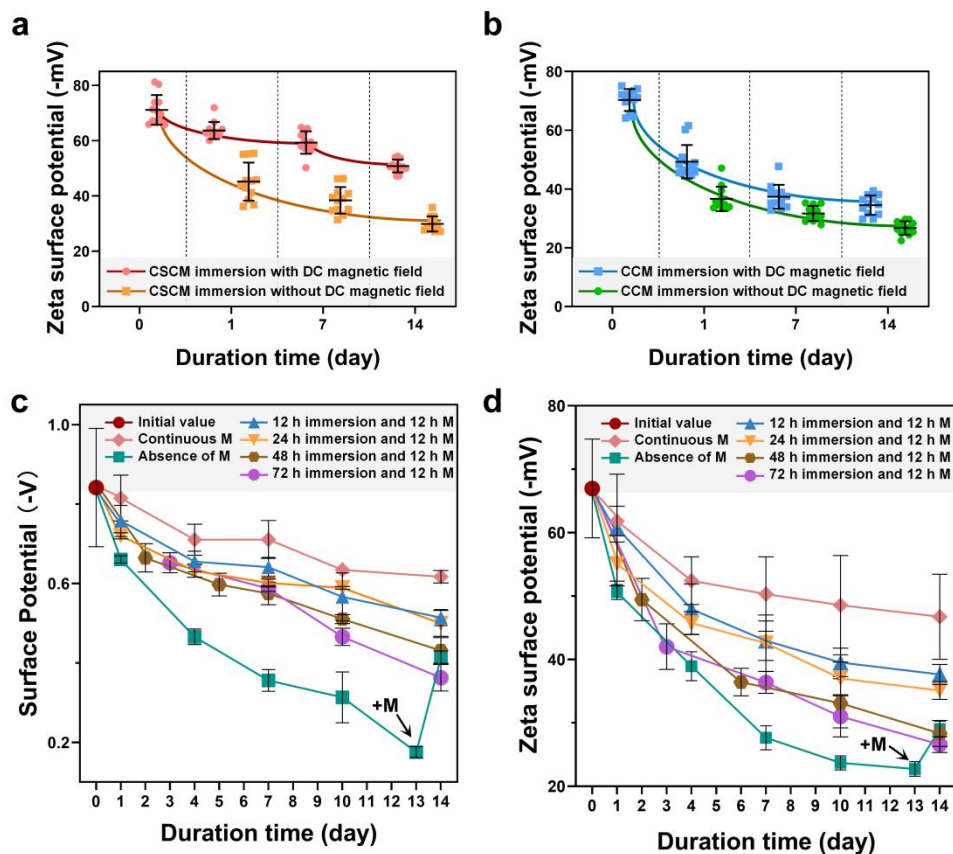 a
Zeta surface potential (-mV)
80
60
40
20
0
CSCM immersion with DC magnetic field
CSCM immersion without DC magnetic field
0 1 7 14
Duration time (day)
b
Zeta surface potential (-mV)
80
60
40
20
0
CCM immersion with DC magnetic field
CCM immersion without DC magnetic field
0 1 7 14
Duration time (day)
c
Surface Potential (-V)
1.0
0.6
0.2
Initial value
Continuous M
Absence of M
12 h immersion and 12 h M
24 h immersion and 12 h M
48 h immersion and 12 h M
72 h immersion and 12 h M
+M
0 1 2 3 4 5 6 7 8 9 10 11 12 13 14
Duration time (day)
d
Zeta surface potential (-mV)
80
60
40
20
Initial value
Continuous M
Absence of M
12 h immersion and 12 h M
24 h immersion and 12 h M
48 h immersion and 12 h M
72 h immersion and 12 h M
+M
0 1 2 3 4 5 6 7 8 9 10 11 12 13 14
Duration time (day)